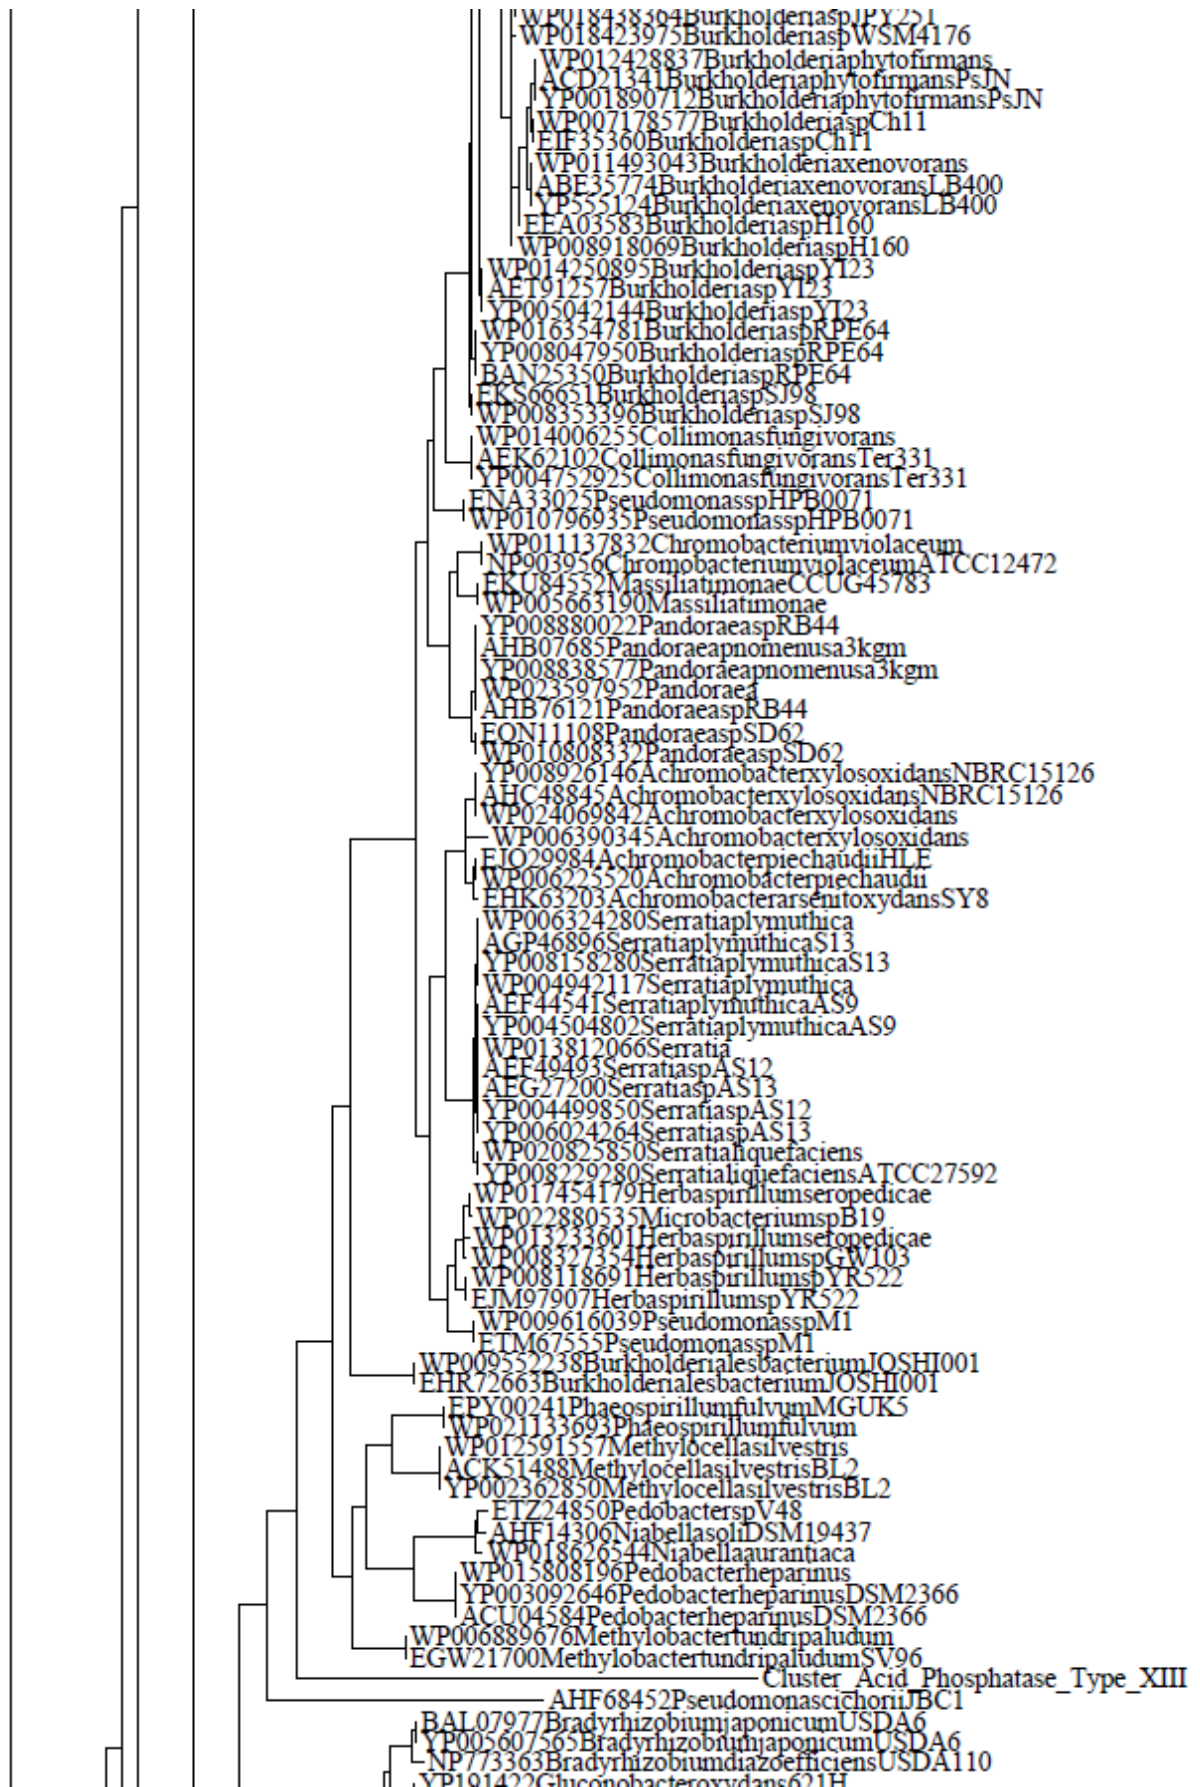 WP018438364BurkholderiaspJPY251
WP018423975BurkholderiaspWSM4176
WP012428837Burkholderiaphytofirmans
ACD21341BurkholderiaphytofirmansPsJN
YP001890712BurkholderiaphytofirmansPsJN
WP007178577BurkholderiaspCh11
EIF35360BurkholderiaspCh11
WP011493043Burkholderiaxenovorans
ABE35774BurkholderiaxenovoransLB400
YP555124BurkholderiaxenovoransLB400
EEA03583BurkholderiaspH160
WP008918069BurkholderiaspH160
WP014250895BurkholderiaspYI23
AET91257BurkholderiaspYI23
YP005042144BurkholderiaspYI23
WP016354781BurkholderiaspRPE64
YP008047950BurkholderiaspRPE64
BAN25350BurkholderiaspRPE64
EKS66651BurkholderiaspSJ98
WP008353396BurkholderiaspSJ98
WP014006255Collimonasfungivorans
AEK62102CollimonasfungivoransTer331
YP004752925CollimonasfungivoransTer331
ENA33025PseudomonasspHPB0071
WP010796935PseudomonasspHPB0071
WP011137832Chromobacteriumviolaceum
NP903956ChromobacteriumviolaceumATCC12472
EKU84552MassiliatimonaeCCUG45783
WP005663190Massiliatimonae
YP008880022PandoraeaspRB44
AHB07685Pandoraeapnomenusa3kgm
YP008838577Pandoraeapnomenusa3kgm
WP023597952Pandoraea
AHB76121PandoraeaspRB44
EON11108PandoraeaspSD62
WP010808332PandoraeaspSD62
YP008926146AchromobacterxylosoxidansNBRC15126
AHC48845AchromobacterxylosoxidansNBRC15126
WP024069842Achromobacterxylosoxidans
WP006390345Achromobacterxylosoxidans
EJO29984AchromobacterpiechaudiiHLE
WP006225520Achromobacterpiechaudii
EHK63203AchromobacterarsenitoxydansSY8
WP006324280Serratiaplymuthica
AGP46896SerratiaplymuthicaS13
YP008158280SerratiaplymuthicaS13
WP004942117Serratiaplymuthica
AEF44541SerratiaplymuthicaAS9
YP004504802SerratiaplymuthicaAS9
WP013812066Serratia
AEF49493SerratiaspAS12
AEG27200SerratiaspAS13
YP004499850SerratiaspAS12
YP006024264SerratiaspAS13
WP020825850Serratialiquefaciens
YP008229280SerratialiquefaciensATCC27592
WP017454179Herbaspirillumseropedicae
WP022880535MicrobacteriumspB19
WP013233601Herbaspirillumseropedicae
WP008327354HerbaspirillumspGW103
WP008118691HerbaspirillumspYR522
EJM97907HerbaspirillumspYR522
WP009616039PseudomonasspM1
ETM67555PseudomonasspM1
WP009552238BurkholderialesbacteriumJOSHI001
EHR72663BurkholderialesbacteriumJOSHI001
EPY00241PhaeospirillumfulvumMGUK5
WP021133693Phaeospirillumfulvum
WP012591557Methylocellasilvestris
ACK51488MethylocellasilvestrisBL2
YP002362850MethylocellasilvestrisBL2
ETZ24850PedobacterspV48
AHF14306NiabellasoliDSM19437
WP018626544Niabellaaurantiaca
WP015808196Pedobacterheparinus
YP003092646PedobacterheparinusDSM2366
ACU04584PedobacterheparinusDSM2366
WP006889676Methylobactertundripaludum
EGW21700MethylobactertundripaludumSV96
Cluster_Acid_Phosphatase_Type_XIII
AHF68452PseudomonascichoriiJBC1
BAL07977BradyrhizobiumjaponicumUSDA6
YP005607565BradyrhizobiumjaponicumUSDA6
NP773363BradyrhizobiumdiazoefficiensUSDA110
YP191422Gluconobacteroxydans621H